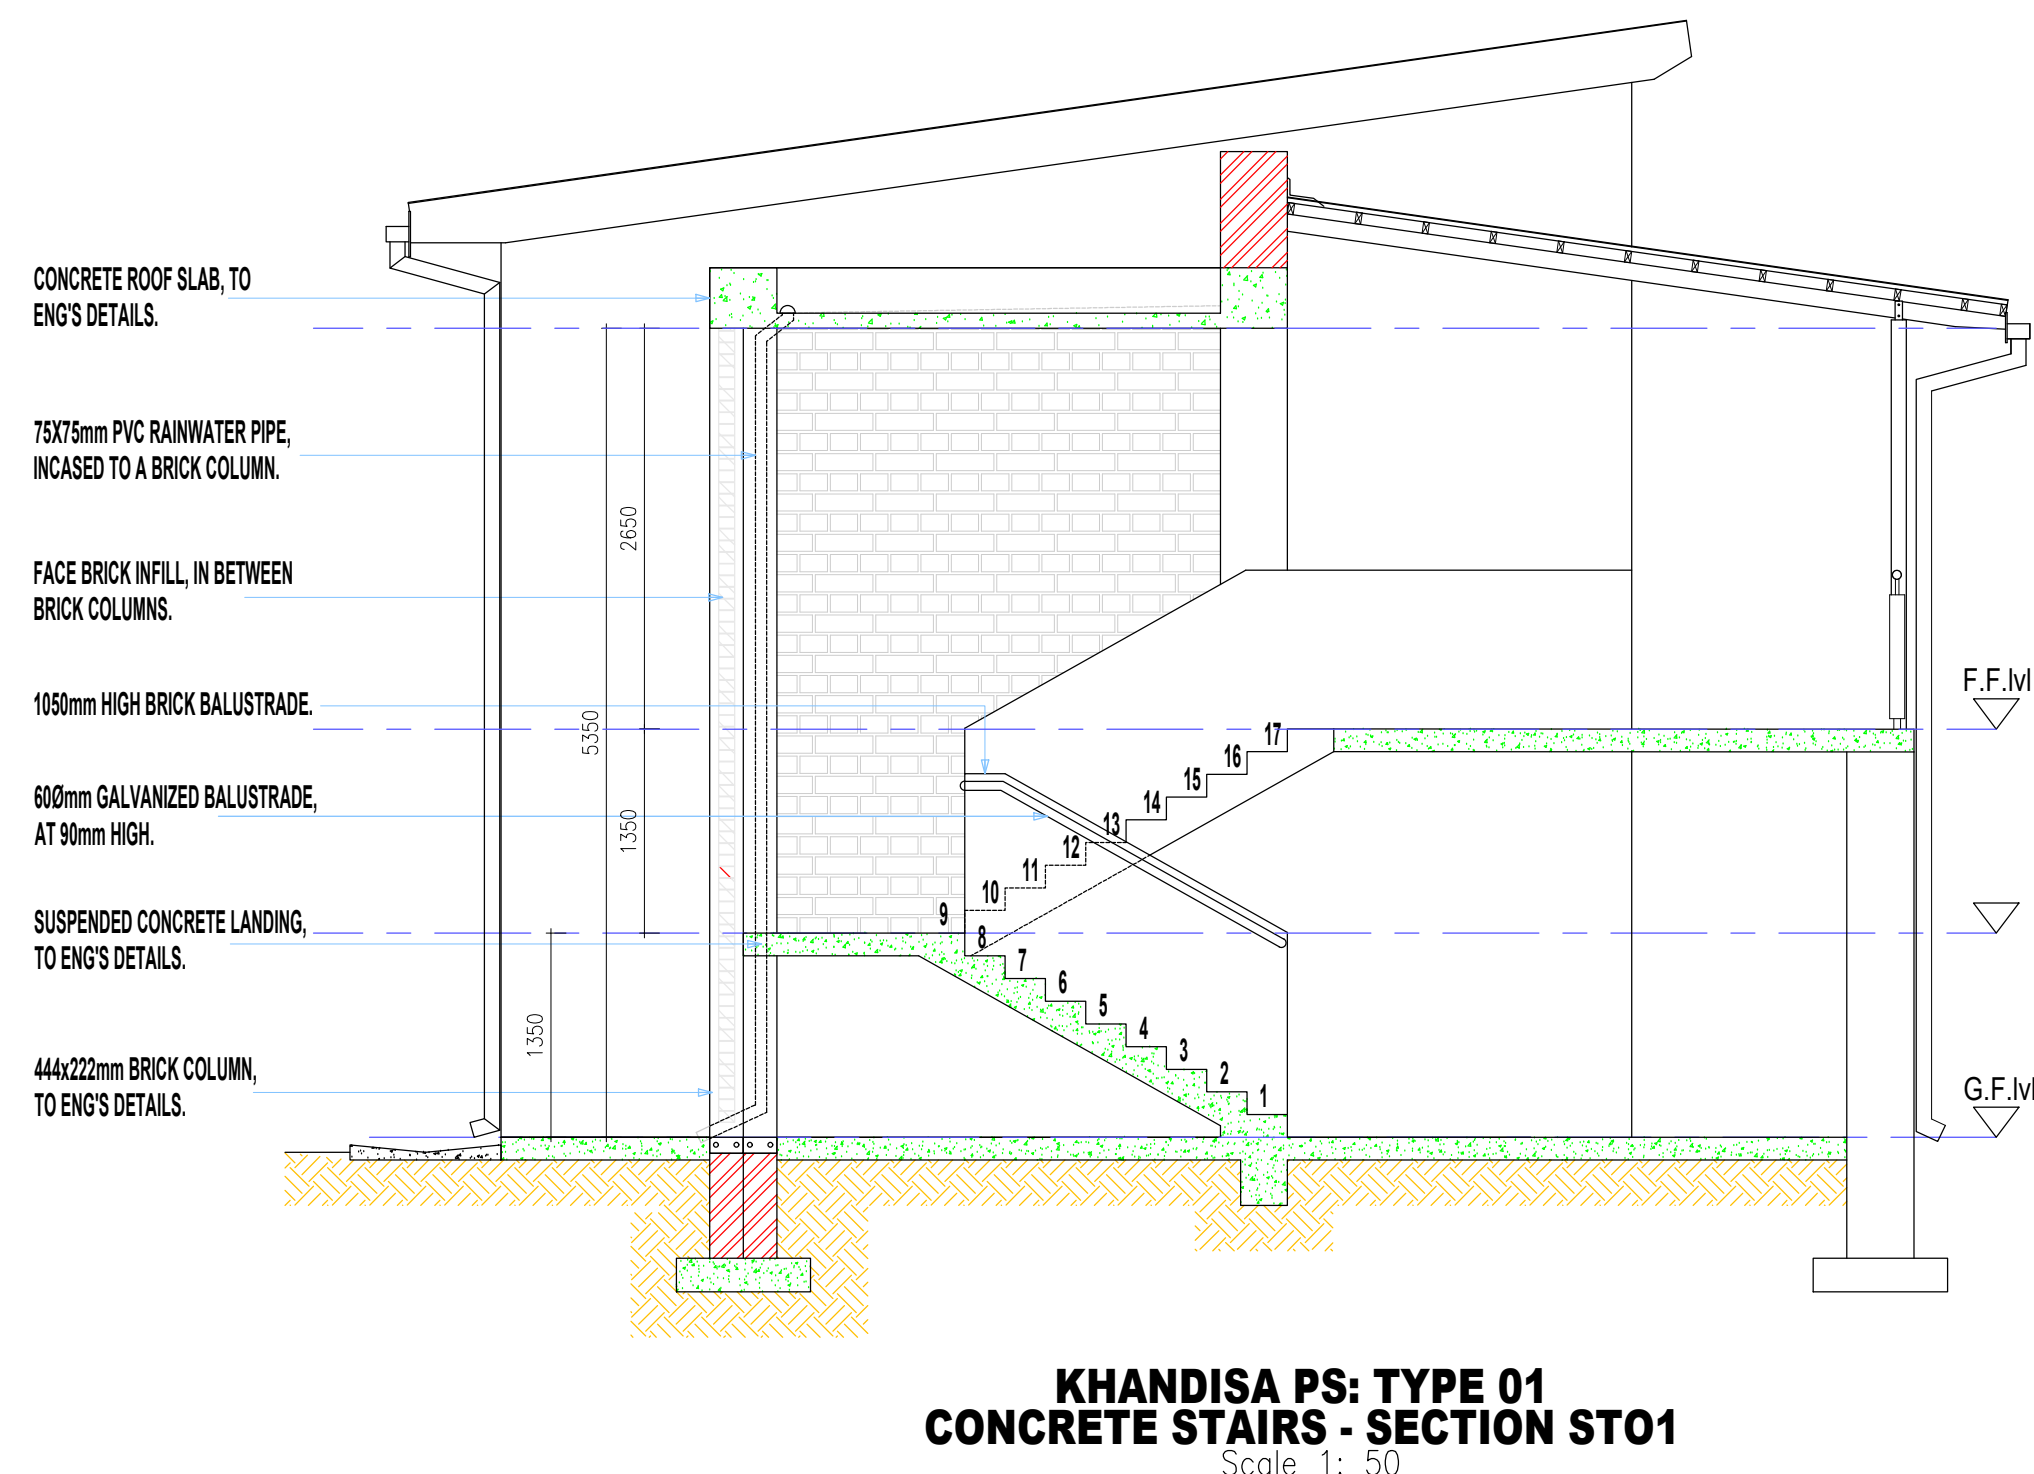 CONCRETE ROOF SLAB, TO
ENG'S DETAILS.
75X75mm PVC RAINWATER PIPE,
INCASED TO A BRICK COLUMN.
FACE BRICK INFILL, IN BETWEEN
BRICK COLUMNS.
1050mm HIGH BRICK BALUSTRADE.
60Ømm GALVANIZED BALUSTRADE,
AT 90mm HIGH.
SUSPENDED CONCRETE LANDING,
TO ENG'S DETAILS.
444x222mm BRICK COLUMN,
TO ENG'S DETAILS.
2650
5350
1350
1350
17
16
15
14
13
12
11
10
9
8
7
6
5
4
3
2
1
F.F.lvl
G.F.lvl
KHANDISA PS: TYPE 01
CONCRETE STAIRS - SECTION STO1
Scale 1: 50